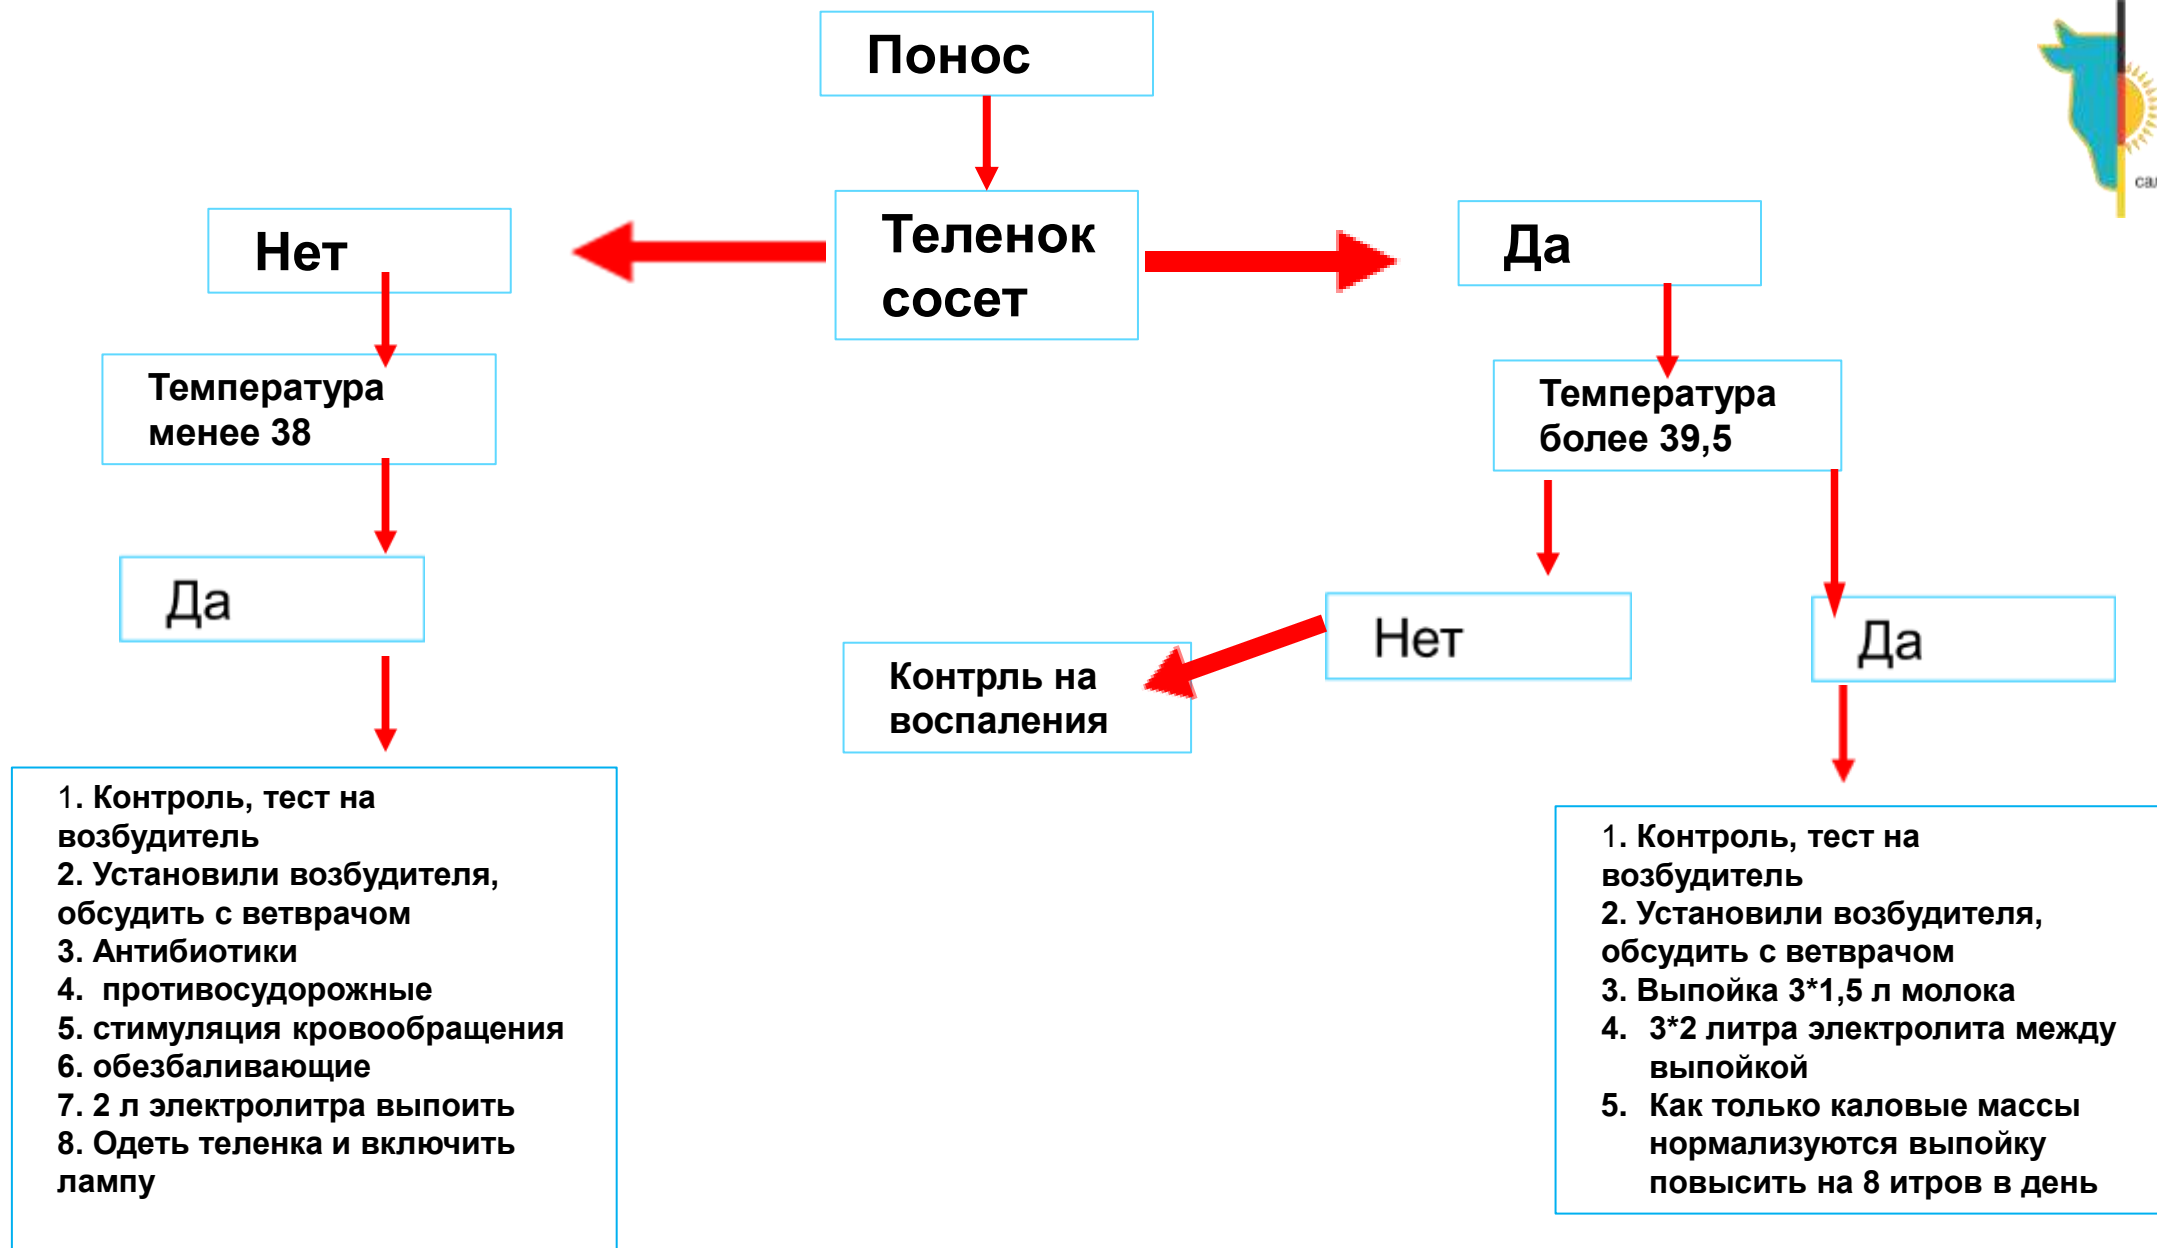 Понос
Теленок
сосет
Нет
Да
Температура
менее 38
Температура
более 39,5
Да
Нет
Да
Контрль на
воспаления
1. Контроль, тест на
возбудитель
2. Установили возбудителя,
обсудить с ветврачом
3. Антибиотики
4. противосудорожные
5. стимуляция кровообращения
6. обезбаливающие
7. 2 л электролитра выпоить
8. Одеть теленка и включить
лампу
1. Контроль, тест на
возбудитель
2. Установили возбудителя,
обсудить с ветврачом
3. Выпойка 3*1,5 л молока
4. 3*2 литра электролита между
выпойкой
5. Как только каловые массы
нормализуются выпойку
повысить на 8 итров в день